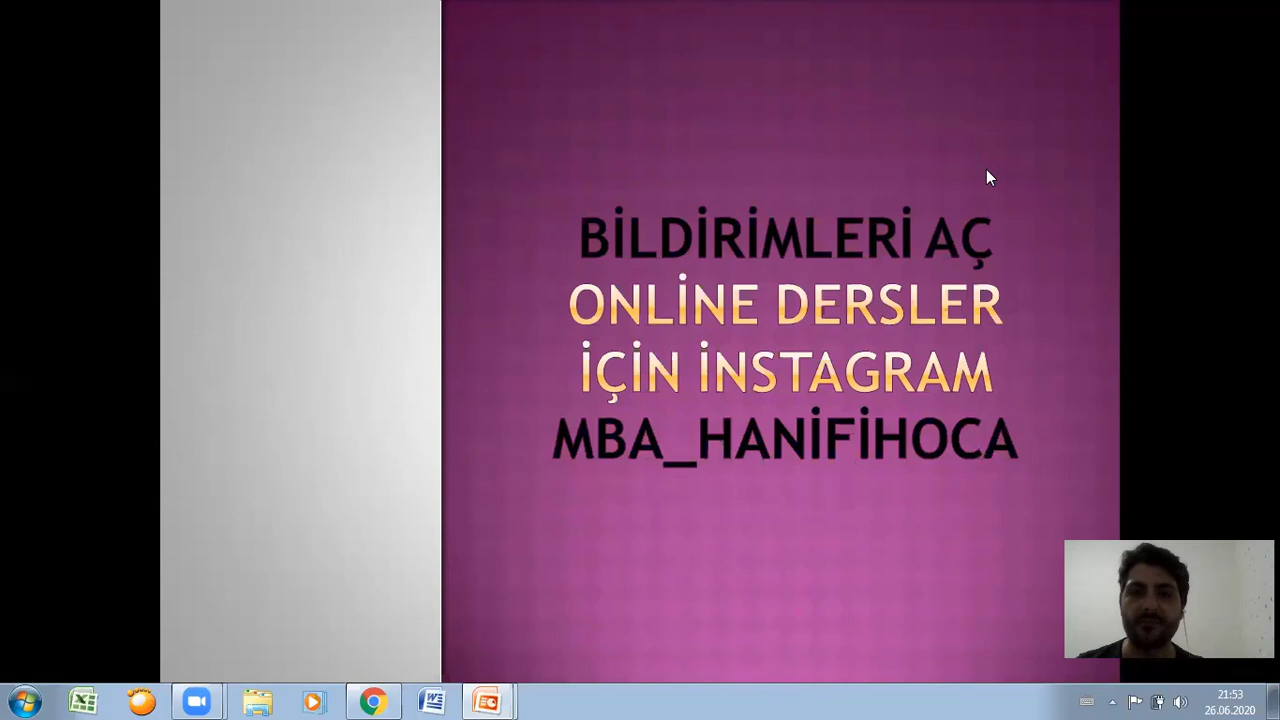 BİLDİRİMLERİ AÇ
ONLİNE DERSLER
İÇİN İNSTAGRAM
MBA_HANİFİHOCA
21:53
26.06.2020